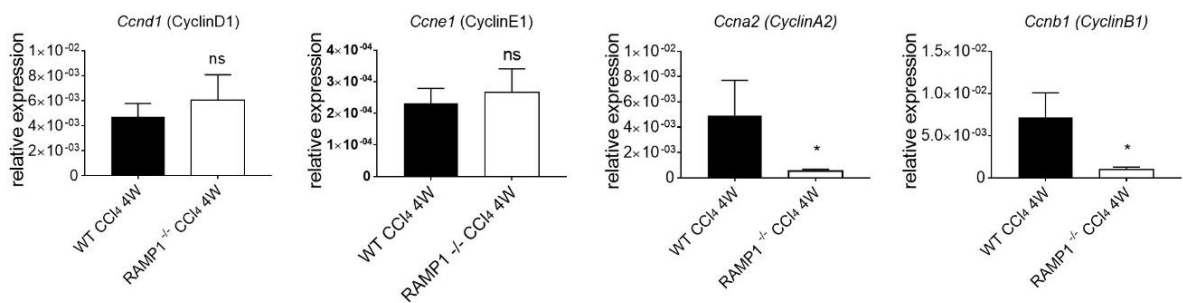 Ccnd1 (CyclinD1)
relative expression
1×10⁻⁰²
8×10⁻⁰³
6×10⁻⁰³
4×10⁻⁰³
2×10⁻⁰³
0
ns
WT CCl₄ 4W
RAMP1⁻/⁻ CCl₄ 4W
Ccne1 (CyclinE1)
relative expression
4×10⁻⁰⁴
3×10⁻⁰⁴
2×10⁻⁰⁴
1×10⁻⁰⁴
0
ns
WT CCl₄ 4W
RAMP1 -/- CCl₄ 4W
Ccna2 (CyclinA2)
relative expression
1×10⁻⁰²
8×10⁻⁰³
6×10⁻⁰³
4×10⁻⁰³
2×10⁻⁰³
0
*
WT CCl₄ 4W
RAMP1⁻/⁻ CCl₄ 4W
Ccnb1 (CyclinB1)
relative expression
1.5×10⁻⁰²
1.0×10⁻⁰²
5.0×10⁻⁰³
0
*
WT CCl₄ 4W
RAMP1⁻/⁻ CCl₄ 4W